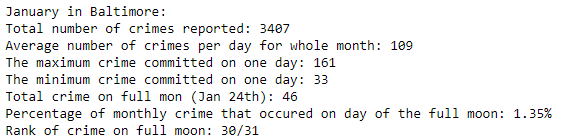 January in Baltimore:
Total number of crimes reported: 3407
Average number of crimes per day for whole month: 109
The maximum crime committed on one day: 161
The minimum crime committed on one day: 33
Total crime on full mon (Jan 24th): 46
Percentage of monthly crime that occured on day of the full moon: 1.35%
Rank of crime on full moon: 30/31